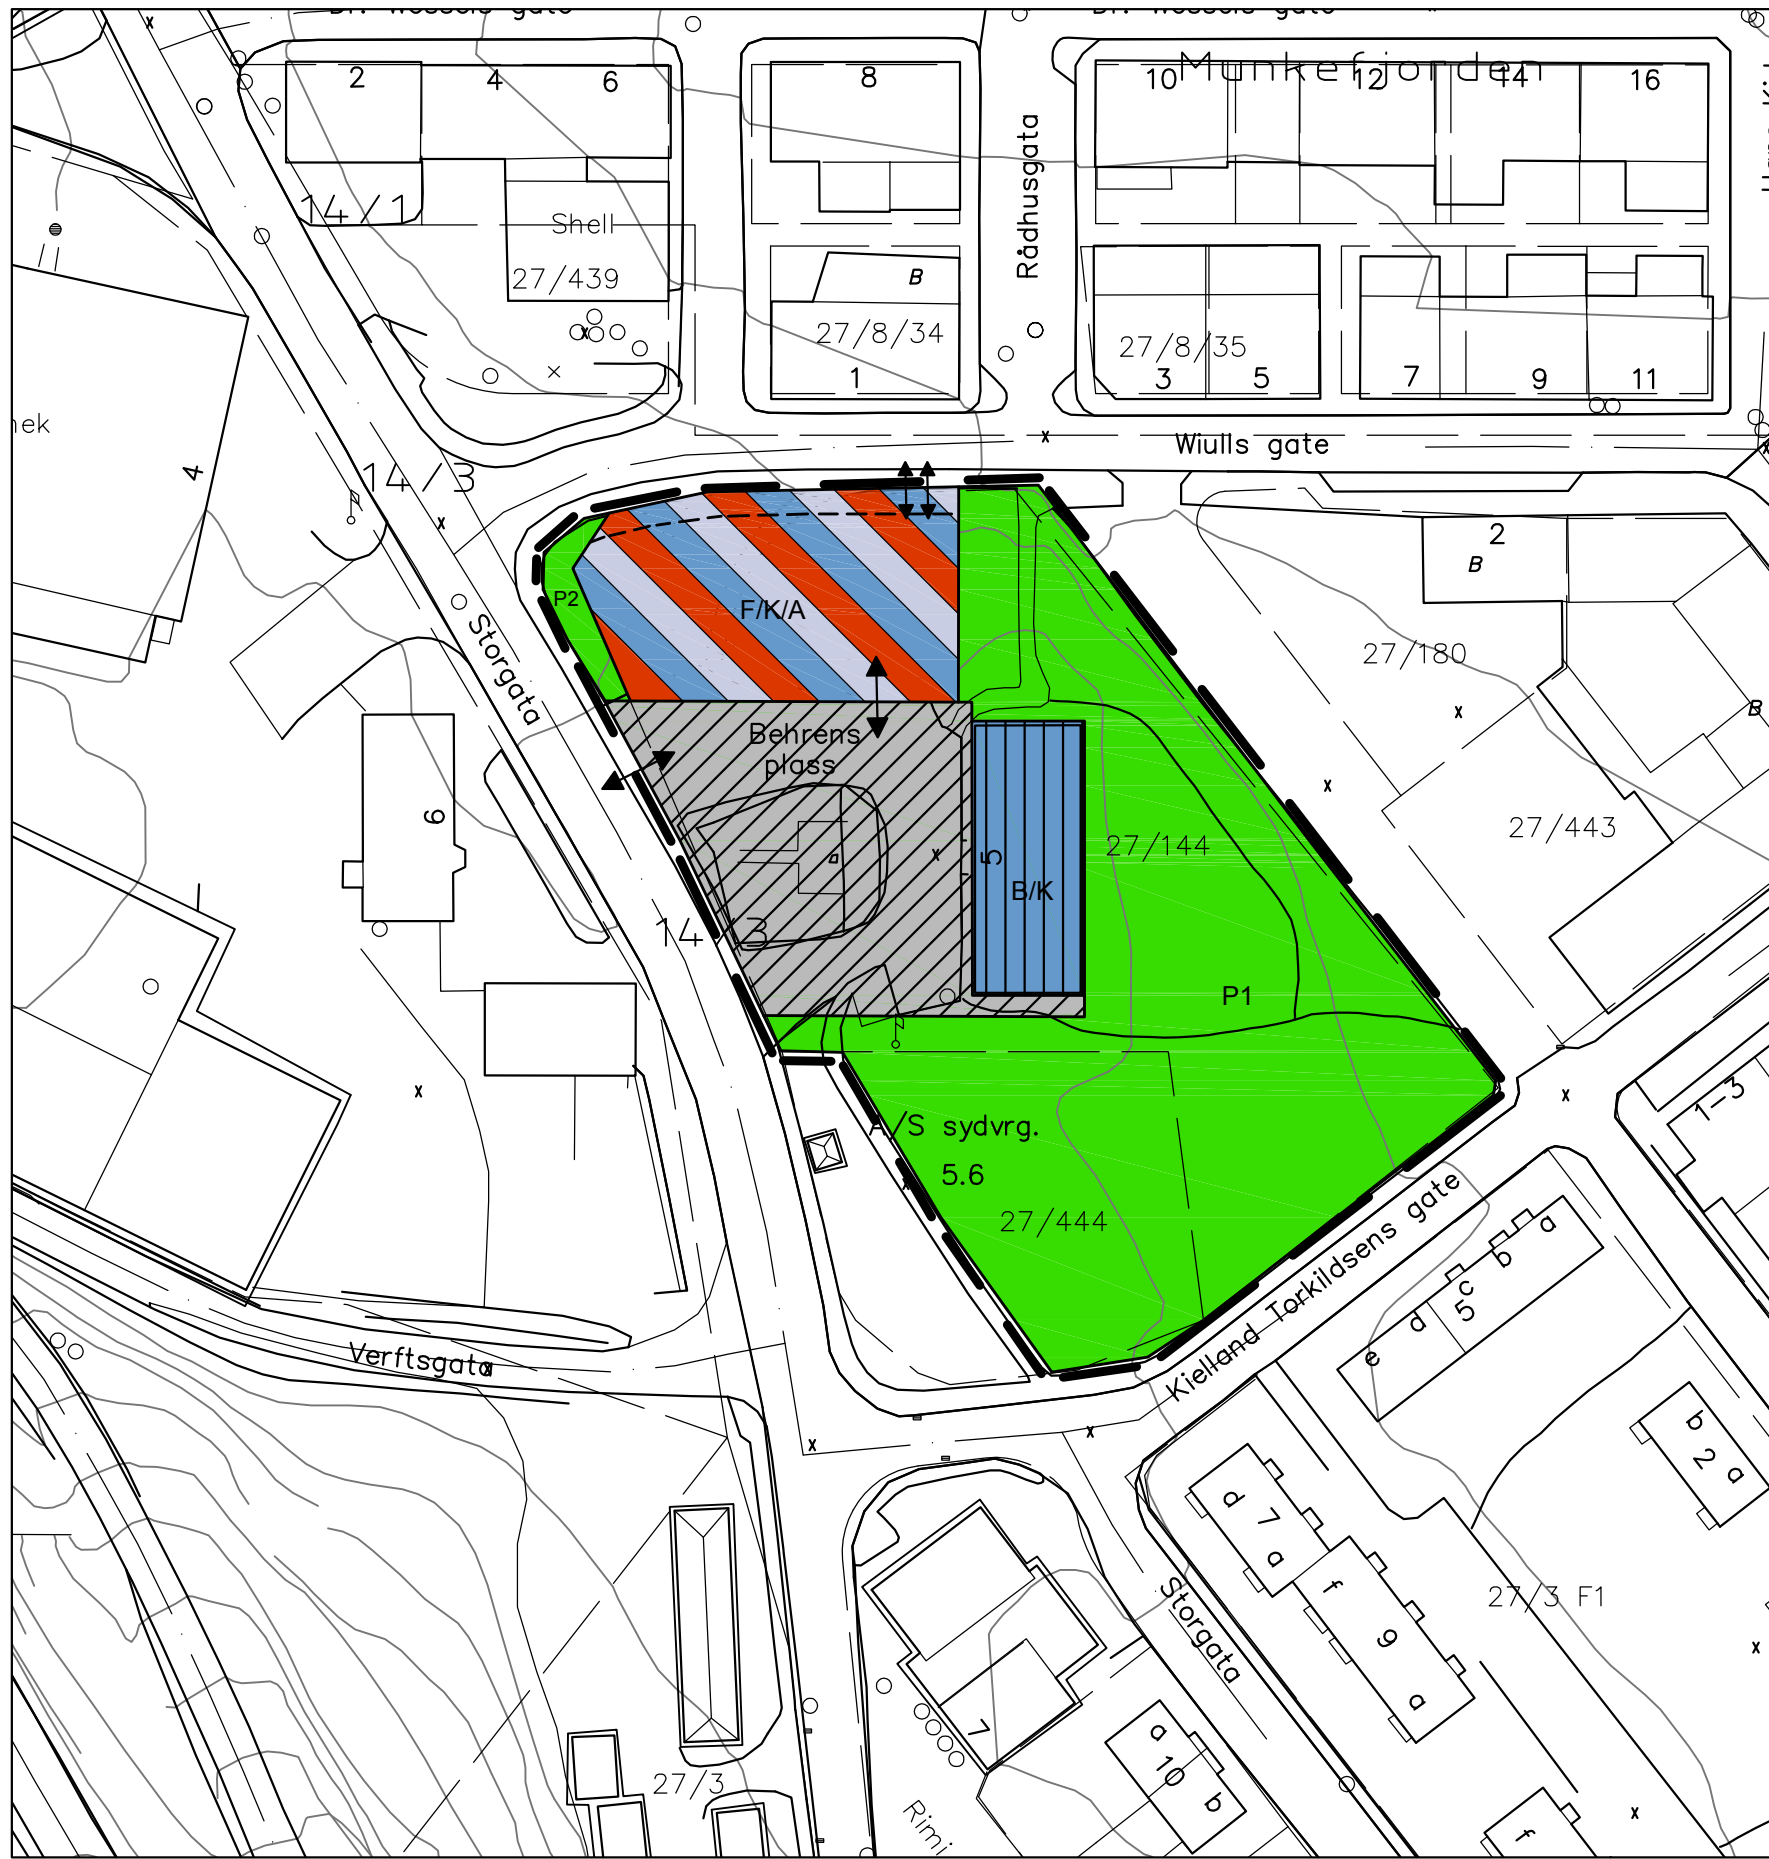 Munkefjorden
2
4
6
8
10
12
14
16
Rådhusgata
14/1
Shell
27/439
B
27/8/34
1
27/8/35
3
5
7
9
11
Wiulls gate
4
14/3
2
B
P2
F/K/A
Storgata
27/180
B
Behrens
plass
6
27/144
27/443
5
B/K
14/3
P1
1-3
A/S sydvrg.
5.6
27/444
Kielland Torkildsens gate
a
b
c
d
e
5
Verftsgata
b
2
a
d
7
a
f
9
a
27/3 F1
Storgata
7
a
10
b
27/3
Rimi
f